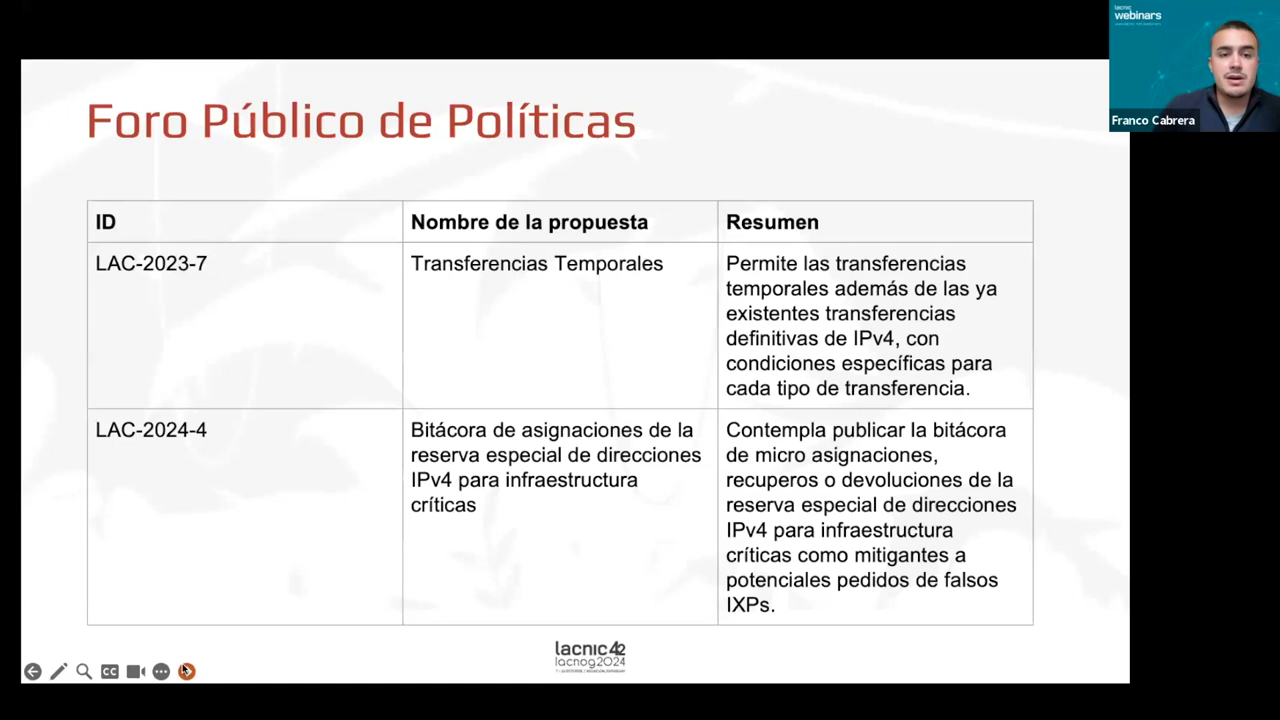 lacnic
webinars
Franco Cabrera
Foro Público de Políticas
ID
Nombre de la propuesta
Resumen
LAC-2023-7
Transferencias Temporales
Permite las transferencias
temporales además de las ya
existentes transferencias
definitivas de IPv4, con
condiciones específicas para
cada tipo de transferencia.
LAC-2024-4
Bitácora de asignaciones de la
reserva especial de direcciones
IPv4 para infraestructura
críticas
Contempla publicar la bitácora
de micro asignaciones,
recuperos o devoluciones de la
reserva especial de direcciones
IPv4 para infraestructura
críticas como mitigantes a
potenciales pedidos de falsos
IXPs.
CC
lacnic42
lacnog2024